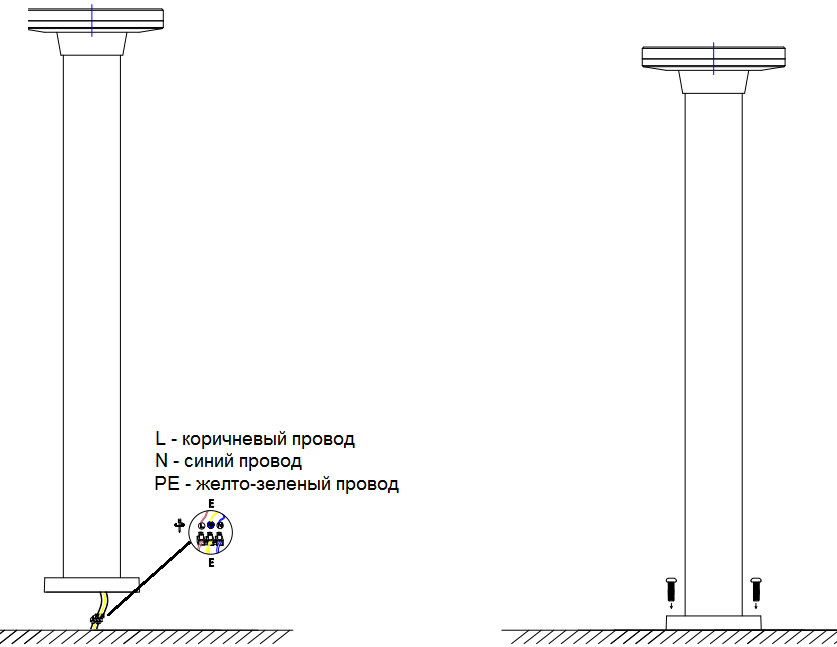 L - коричневый провод
N - синий провод
PE - желто-зеленый провод
E
L N
E